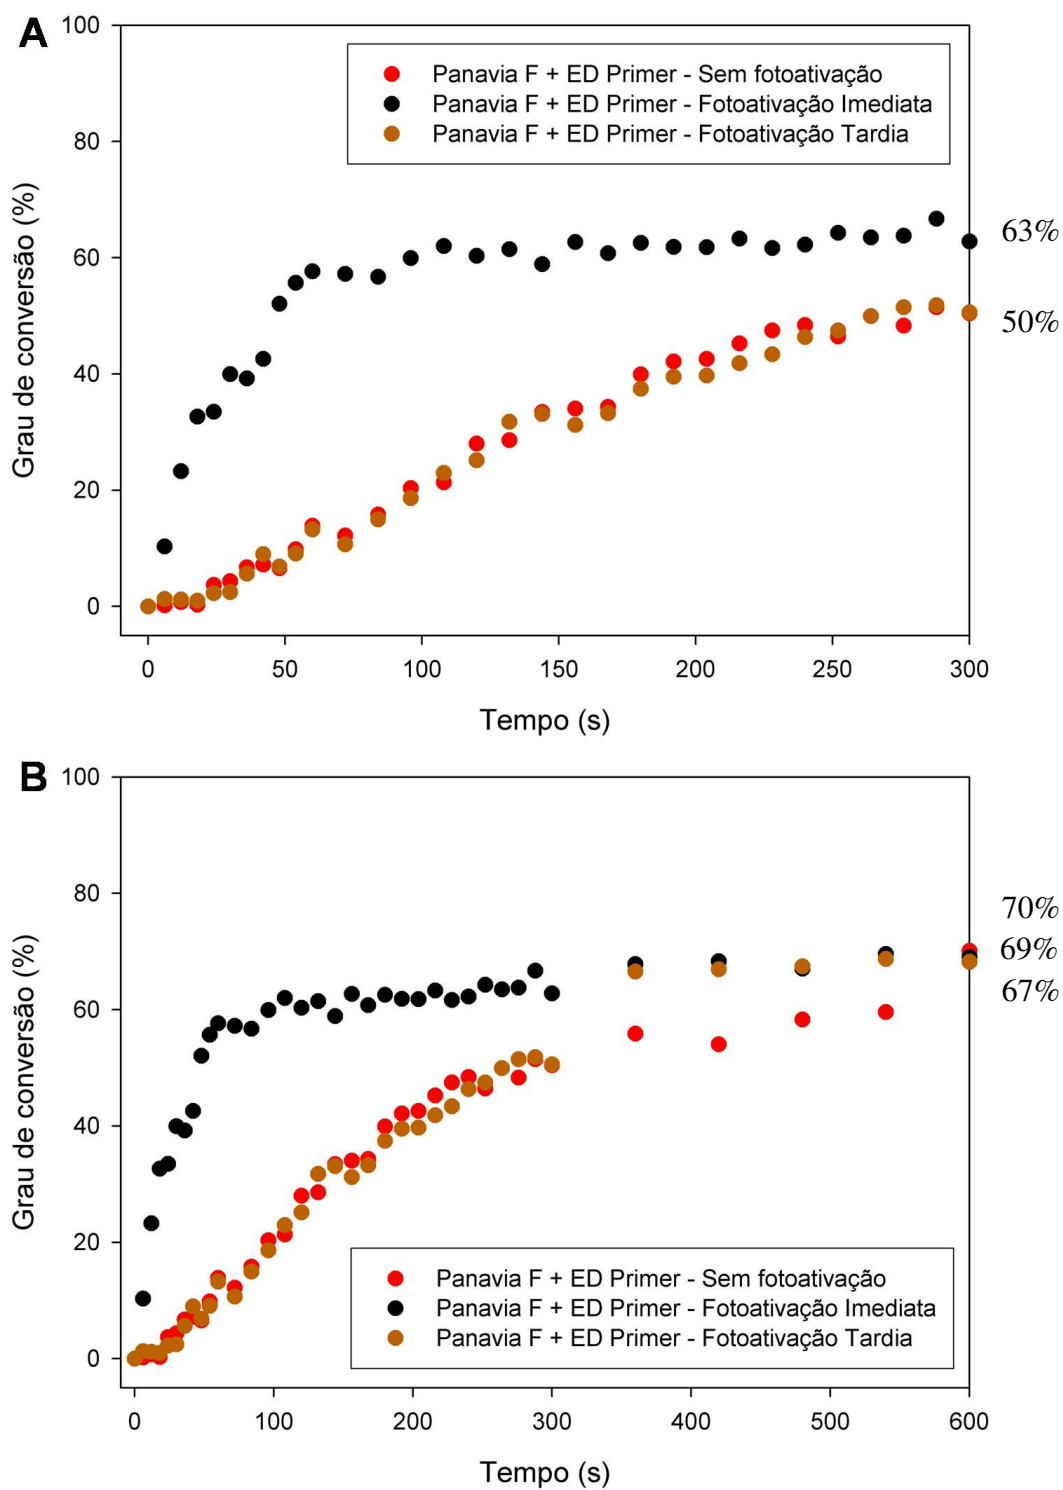 A
100
Panavia F + ED Primer - Sem fotoativação
Panavia F + ED Primer - Fotoativação Imediata
Panavia F + ED Primer - Fotoativação Tardia
80
60
40
20
0
Grau de conversão (%)
63%
50%
0 50 100 150 200 250 300
Tempo (s)
B
100
80
60
40
20
0
Grau de conversão (%)
70%
69%
67%
Panavia F + ED Primer - Sem fotoativação
Panavia F + ED Primer - Fotoativação Imediata
Panavia F + ED Primer - Fotoativação Tardia
0 100 200 300 400 500 600
Tempo (s)